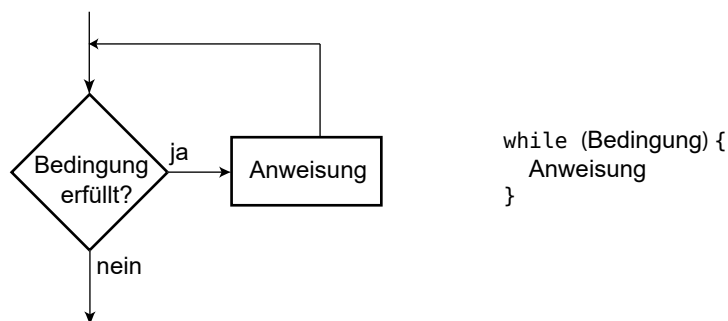 Bedingung
erfüllt?
ja
Anweisung
nein
while (Bedingung) {
Anweisung
}